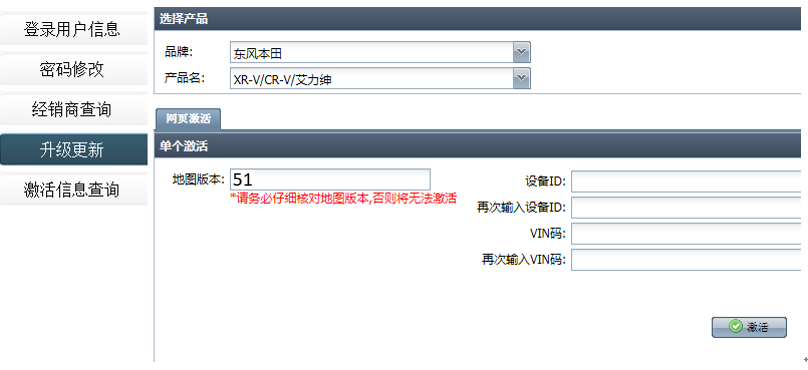 登录用户信息
密码修改
经销商查询
升级更新
激活信息查询
选择产品
品牌: 东风本田
产品名: XR-V/CR-V/艾力绅
网页激活
单个激活
地图版本: 51
*请务必仔细核对地图版本,否则将无法激活
设备ID:
再次输入设备ID:
VIN码:
再次输入VIN码:
激活